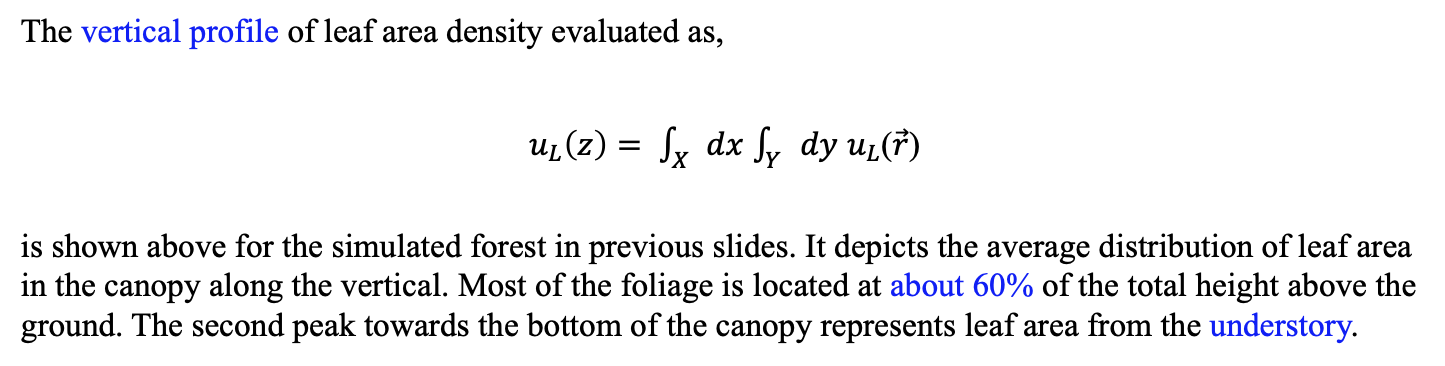 The vertical profile of leaf area density evaluated as,
u_L(z) = ∫_X dx ∫_Y dy u_L(r⃗)
is shown above for the simulated forest in previous slides. It depicts the average distribution of leaf area
in the canopy along the vertical. Most of the foliage is located at about 60% of the total height above the
ground. The second peak towards the bottom of the canopy represents leaf area from the understory.